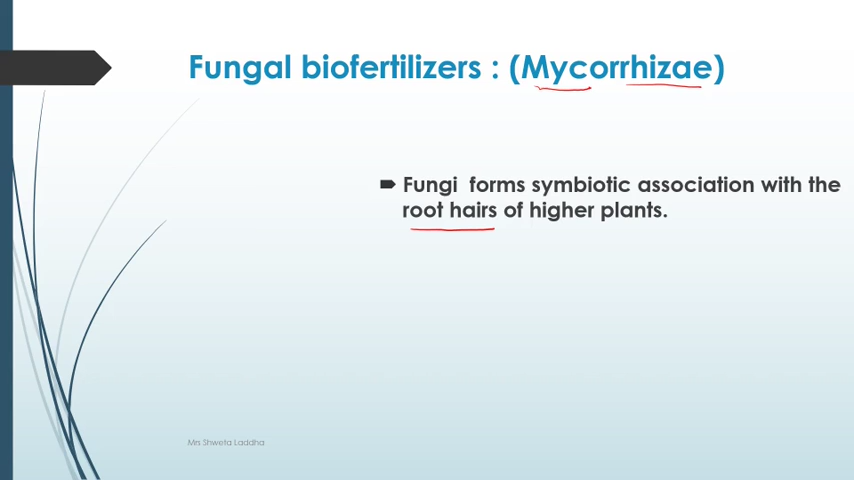 Fungal biofertilizers : (Mycorrhizae)
Fungi forms symbiotic association with the
root hairs of higher plants.
Mrs Shweta Laddha